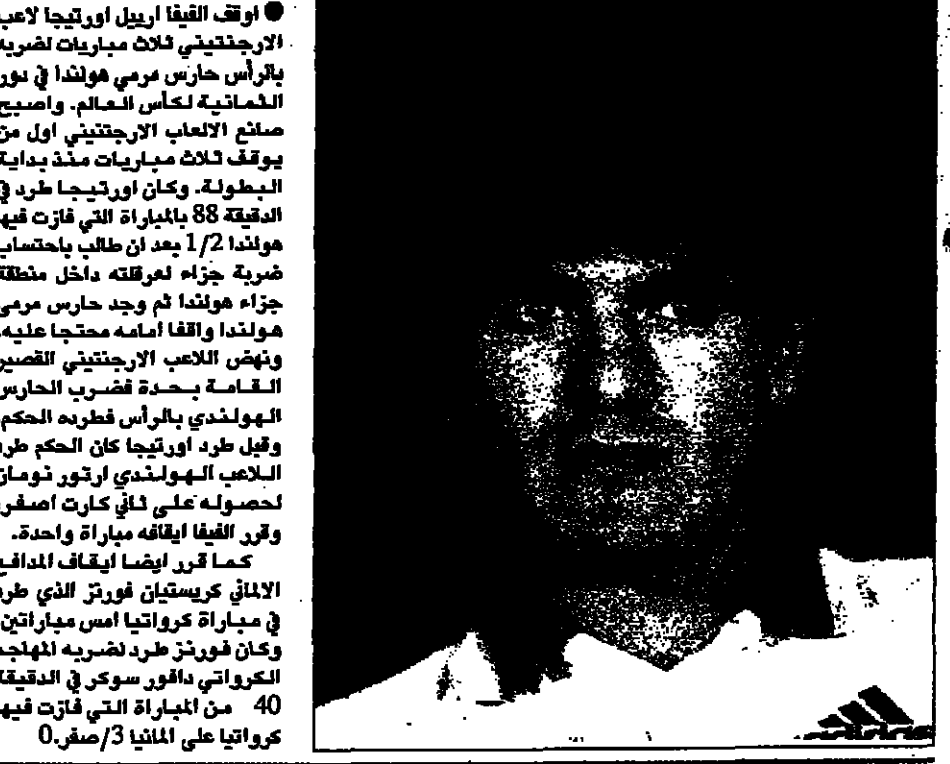 ● اوقف الفيفا ارييل اورتيجا لاعب
الارجنتيني ثلاث مباريات لضربه
بالرأس حارس مرمي هولندا في دور
الثمانية لكأس العالم. واصبح
صانع الالعاب الارجنتيني اول من
يوقف ثلاث مباريات منذ بداية
البطولة. وكان اورتيجا طرد في
الدقيقة 88 بالمباراة التي فازت فيها
هولندا 1/2 بعد ان طالب باحتساب
ضربة جزاء لعرقلته داخل منطقة
جزاء هولندا ثم وجد حارس مرمى
هولندا واقفا أمامه محتجا عليه.
ونهض اللاعب الارجنتيني القصير
القامة بحدة فضرب الحارس
الهولندي بالرأس فطرده الحكم.
وقبل طرد اورتيجا كان الحكم طرد
اللاعب الهولندي ارتور نومان
لحصوله على ثاني كارت اصفر،
وقرر الفيفا ايقافه مباراة واحدة.
كما قرر ايضا ايقاف المدافع
الالماني كريستيان فورنز الذي طرد
في مباراة كرواتيا امس مباراتين.
وكان فورنز طرد لضربه المهاجم
الكرواتي دافور سوكر في الدقيقة
40 من المباراة التي فازت فيها
كرواتيا على المانيا 3/صفر.0